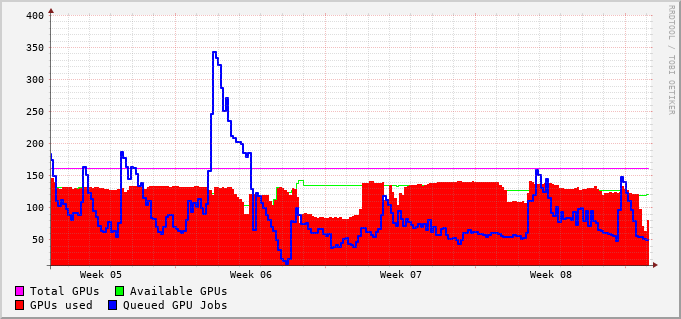 400
350
300
250
200
150
100
50
Week 05 Week 06 Week 07 Week 08
Total GPUs Available GPUs
GPUs used Queued GPU Jobs
RRDTOOL / TOBI OETIKER